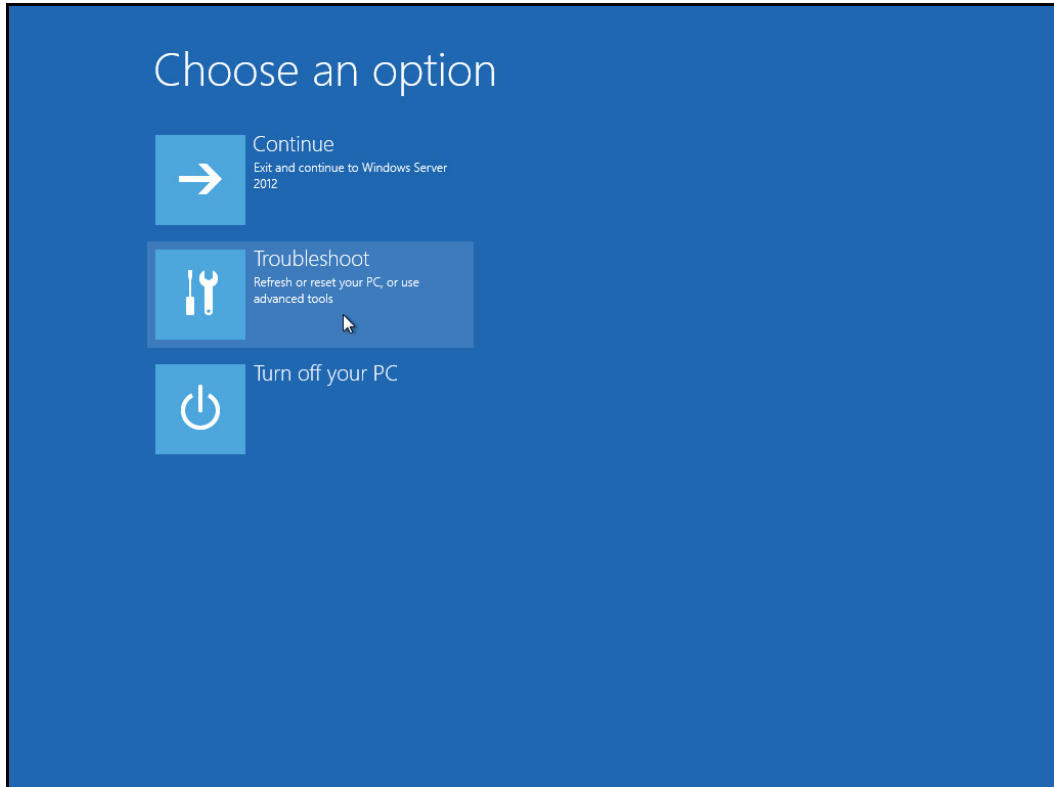 Choose an option
Continue
Exit and continue to Windows Server
2012
Troubleshoot
Refresh or reset your PC, or use
advanced tools
Turn off your PC